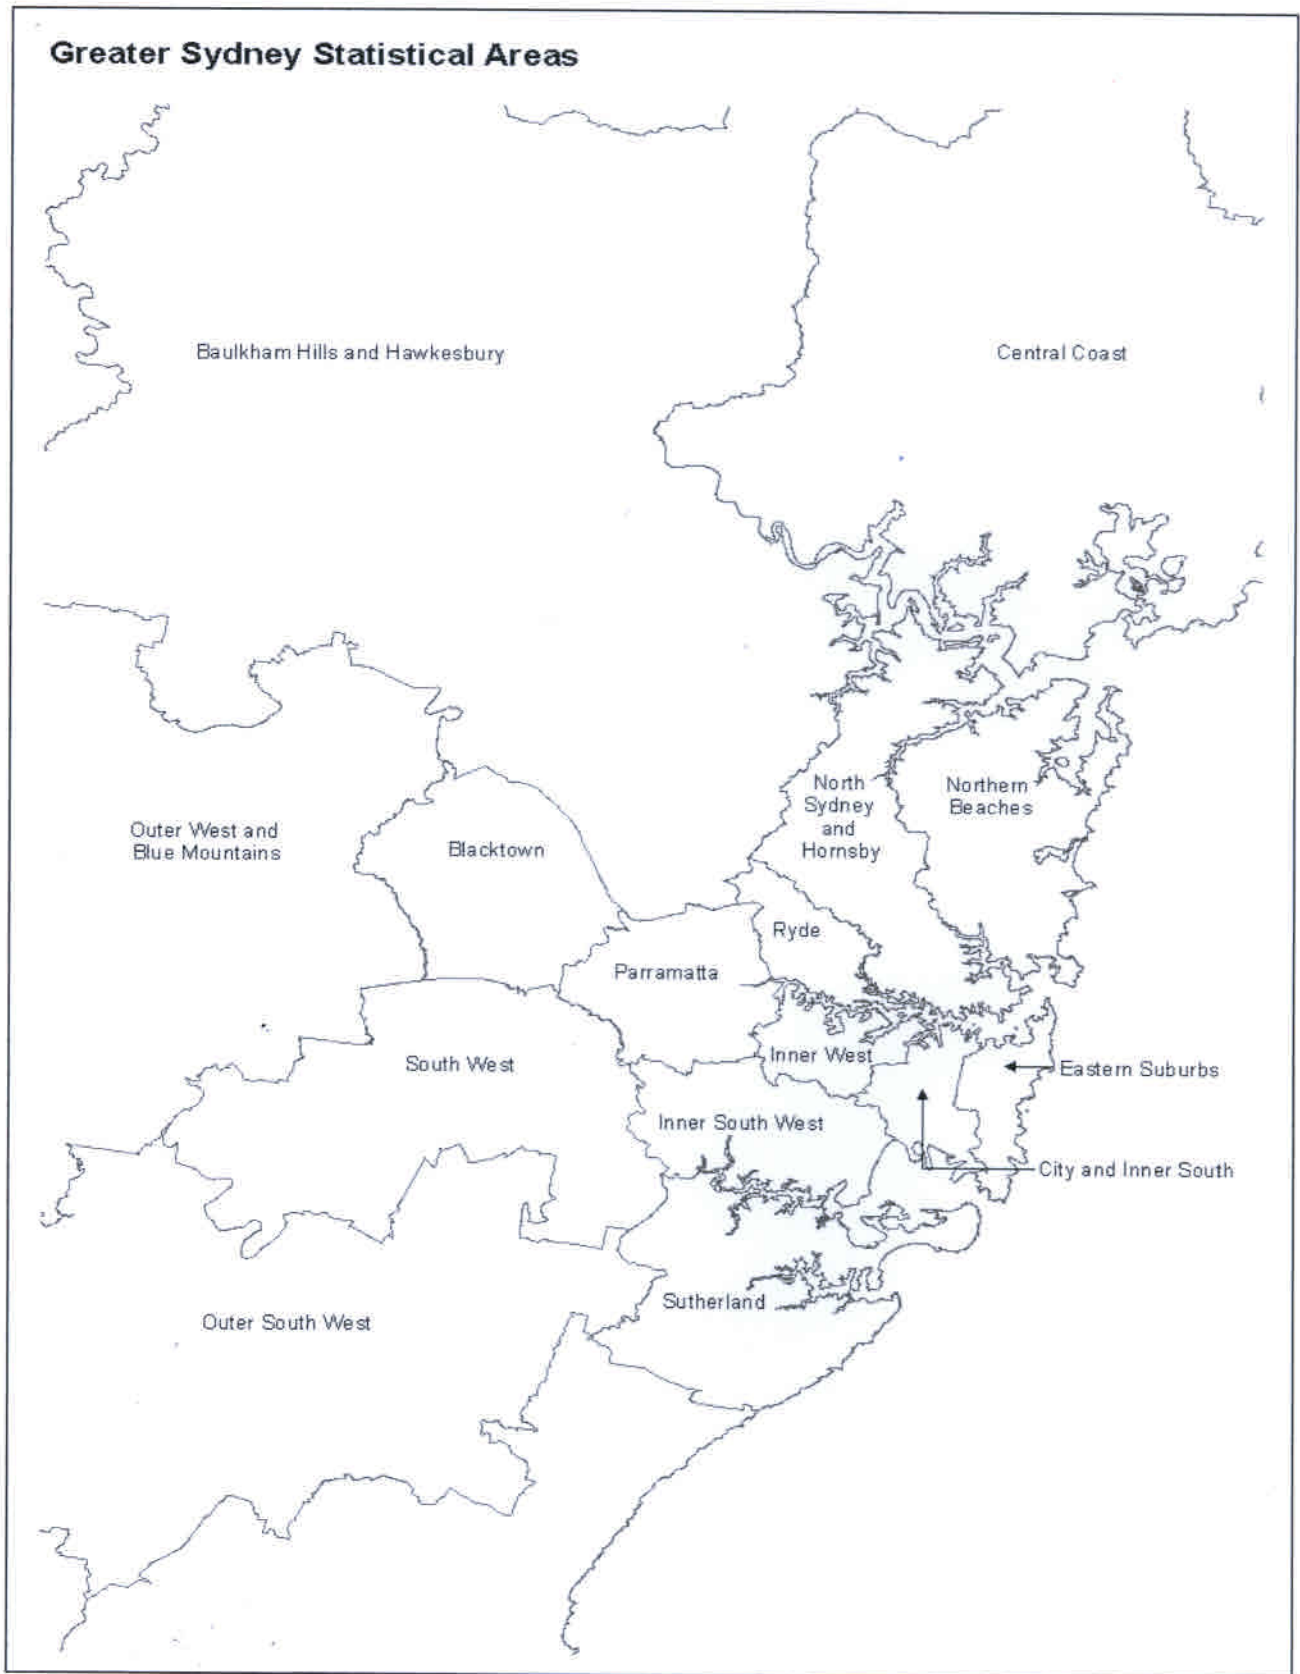 Greater Sydney Statistical Areas
Baulkham Hills and Hawkesbury
Central Coast
North
Sydney
and
Hornsby
Northern
Beaches
Outer West and
Blue Mountains
Blacktown
Ryde
Parramatta
South West
Inner West
Eastern Suburbs
Inner South West
City and Inner South
Sutherland
Outer South West